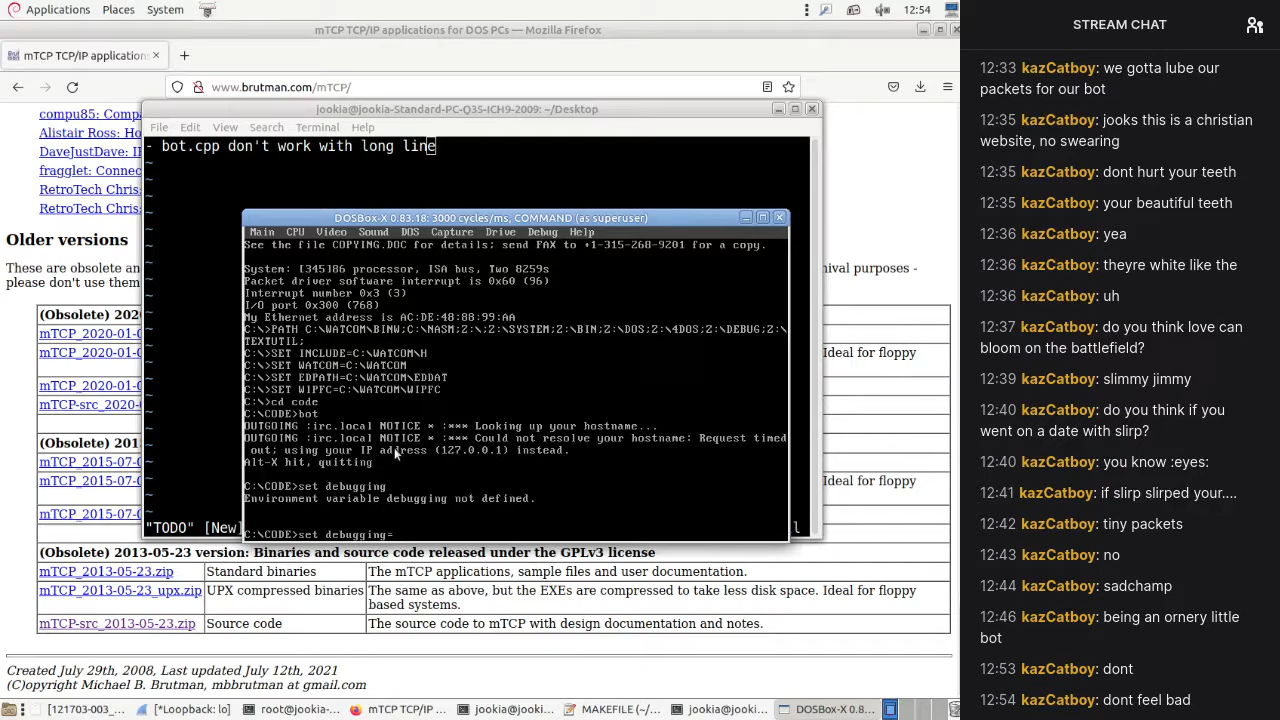 Applications Places System 12:54
mTCP TCP/IP applications for DOS PCs — Mozilla Firefox
mTCP TCP/IP applications
www.brutman.com/mTCP/
compu85:
Alistair Ross: Ho
DaveJustDave: II
fragglet: Connec
RetroTech Chris:
RetroTech Chris:
Older versions
These are obsolete an
ival purposes -
please don't use them
(Obsolete) 202
mTCP_2020-01-0
mTCP_2020-01-0
Ideal for floppy
mTCP_2020-01-0
mTCP-src_2020-0
(Obsolete) 201
mTCP_2015-07-0
mTCP_2015-07-0
Ideal for floppy
mTCP-src_2015-0
(Obsolete) 2013-05-23 version: Binaries and source code released under the GPLv3 license
mTCP_2013-05-23.zip Standard binaries The mTCP applications, sample files and user documentation.
mTCP_2013-05-23_upx.zip UPX compressed binaries The same as above, but the EXEs are compressed to take less disk space. Ideal for floppy
based systems.
mTCP-src_2013-05-23.zip Source code The source code to mTCP with design documentation and notes.
Created July 29th, 2008, Last updated July 12th, 2021
(C)opyright Michael B. Brutman, mbbrutman at gmail.com
jookia@jookia-Standard-PC-Q35-ICH9-2009: ~/Desktop
File Edit View Search Terminal Help
- bot.cpp don't work with long line
"TODO" [New]
l
DOSBox-X 0.83.18: 3000 cycles/ms, COMMAND (as superuser)
Main CPU Video Sound DOS Capture Drive Debug Help
See the file COPYING.DOC for details; send FAX to +1-315-268-9201 for a copy.
System: [345]86 processor, ISA bus, Two 8259s
Packet driver software interrupt is 0x60 (96)
Interrupt number 0x3 (3)
I/O port 0x300 (768)
My Ethernet address is AC:DE:48:88:99:AA
C:\>PATH C:\WATCOM\BINW;C:\NASM;Z:\;Z:\SYSTEM;Z:\BIN;Z:\DOS;Z:\4DOS;Z:\DEBUG;Z:\
TEXTUTIL;
C:\>SET INCLUDE=C:\WATCOM\H
C:\>SET WATCOM=C:\WATCOM
C:\>SET EDPATH=C:\WATCOM\EDDAT
C:\>SET WIPFC=C:\WATCOM\WIPFC
C:\>cd code
C:\CODE>bot
OUTGOING :irc.local NOTICE * :*** Looking up your hostname...
OUTGOING :irc.local NOTICE * :*** Could not resolve your hostname: Request timed
out; using your IP address (127.0.0.1) instead.
Alt-X hit, quitting
C:\CODE>set debugging
Environment variable debugging not defined.
C:\CODE>set debugging=
[121703-003_... [*Loopback: lo] root@jookia-... mTCP TCP/IP ... jookia@jooki... MAKEFILE (~/... jookia@jooki... DOSBox-X 0.8...
STREAM CHAT
12:33 kazCatboy: we gotta lube our
packets for our bot
12:35 kazCatboy: jooks this is a christian
website, no swearing
12:35 kazCatboy: dont hurt your teeth
12:35 kazCatboy: your beautiful teeth
12:36 kazCatboy: yea
12:36 kazCatboy: theyre white like the
12:36 kazCatboy: uh
12:37 kazCatboy: do you think love can
bloom on the battlefield?
12:39 kazCatboy: slimmy jimmy
12:40 kazCatboy: do you think if you
went on a date with slirp?
12:40 kazCatboy: you know :eyes:
12:41 kazCatboy: if slirp slirped your....
12:42 kazCatboy: tiny packets
12:43 kazCatboy: no
12:44 kazCatboy: sadchamp
12:46 kazCatboy: being an ornery little
bot
12:53 kazCatboy: dont
12:54 kazCatboy: dont feel bad